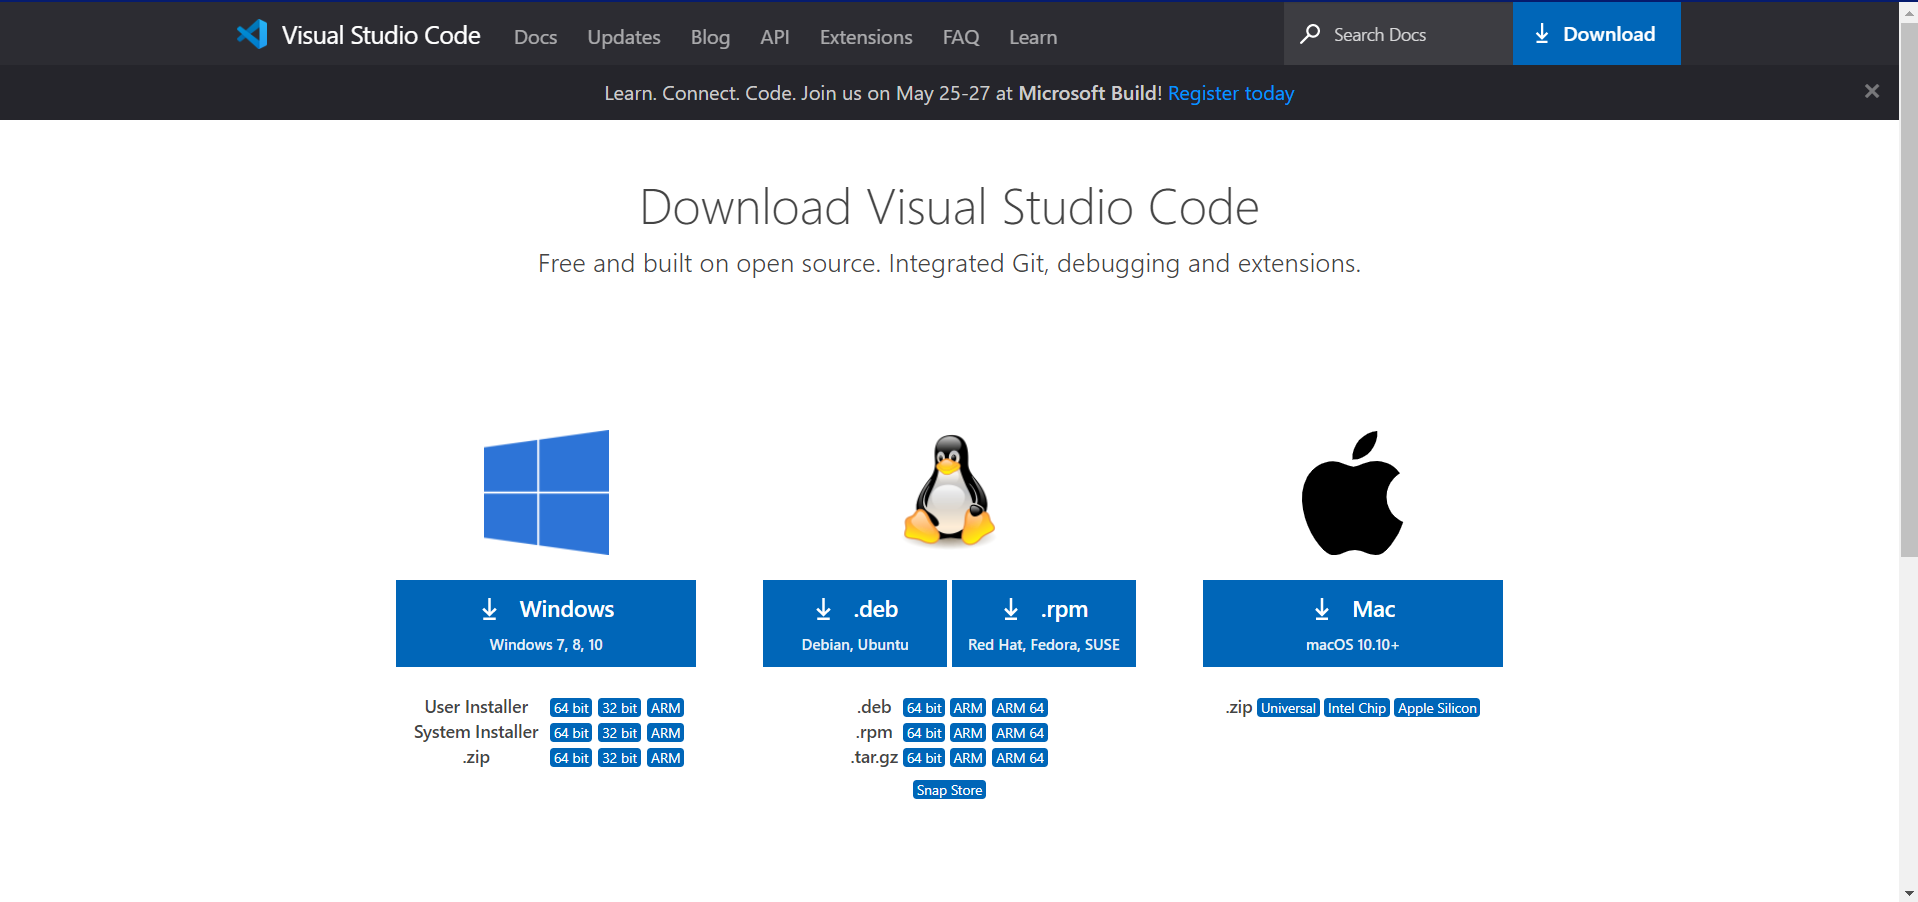 Visual Studio Code Docs Updates Blog API Extensions FAQ Learn Search Docs Download
Learn. Connect. Code. Join us on May 25-27 at Microsoft Build! Register today
Download Visual Studio Code
Free and built on open source. Integrated Git, debugging and extensions.
Windows
Windows 7, 8, 10
User Installer 64 bit 32 bit ARM
System Installer 64 bit 32 bit ARM
.zip 64 bit 32 bit ARM
.deb
Debian, Ubuntu
.rpm
Red Hat, Fedora, SUSE
.deb 64 bit ARM ARM 64
.rpm 64 bit ARM ARM 64
.tar.gz 64 bit ARM ARM 64
Snap Store
Mac
macOS 10.10+
.zip Universal Intel Chip Apple Silicon